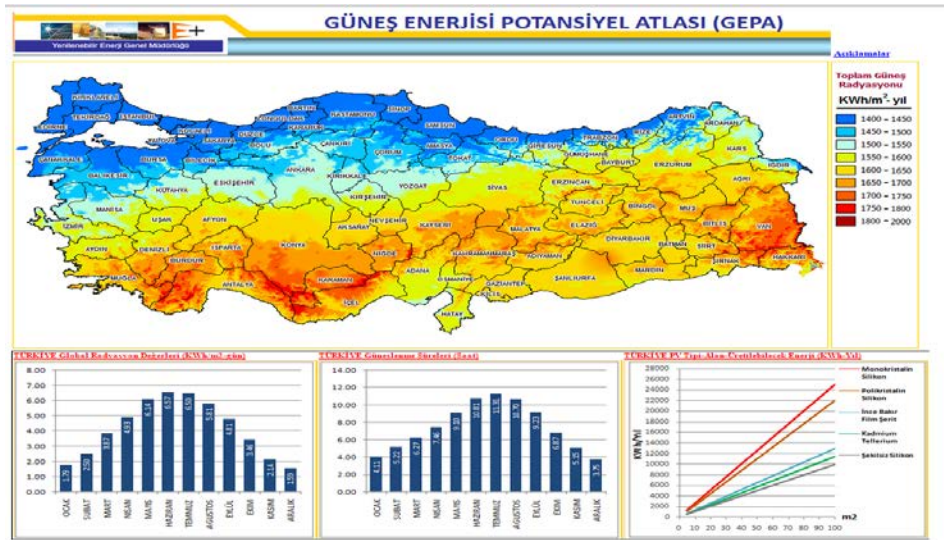 GÜNEŞ ENERJİSİ POTANSİYEL ATLASI (GEPA)
E+
Yenilenebilir Enerji Genel Müdürlüğü
Açıklamalar
Toplam Güneş
Radyasyonu
KWh/m²- yıl
1400 - 1450
1450 - 1500
1500 - 1550
1550 - 1600
1600 - 1650
1650 - 1700
1700 - 1750
1750 - 1800
1800 - 2000
KIRKLARELİ
EDİRNE
TEKİRDAĞ
İSTANBUL
KOCAELİ
YALOVA
SAKARYA
DÜZCE
BOLU
ZONGULDAK
BARTIN
KARABÜK
KASTAMONU
SİNOP
SAMSUN
ORDU
GİRESUN
TRABZON
RİZE
ARTVİN
ARDAHAN
KARS
IĞDIR
ÇANAKKALE
BALIKESİR
BURSA
BİLECİK
ESKİŞEHİR
KÜTAHYA
ANKARA
ÇANKIRI
ÇORUM
AMASYA
TOKAT
KIRIKKALE
YOZGAT
KIRŞEHİR
SİVAS
GÜMÜŞHANE
BAYBURT
ERZURUM
ERZİNCAN
AĞRI
MANİSA
İZMİR
UŞAK
AFYON
AYDIN
DENİZLİ
ISPARTA
BURDUR
MUĞLA
ANTALYA
KONYA
AKSARAY
NEVŞEHİR
NİĞDE
KAYSERİ
KARAMAN
İÇEL
ADANA
OSMANİYE
HATAY
KİLİS
GAZİANTEP
KAHRAMANMARAŞ
MALATYA
ADIYAMAN
ŞANLIURFA
TUNCELİ
ELAZIĞ
BİNGÖL
MUŞ
BİTLİS
VAN
DİYARBAKIR
BATMAN
SİİRT
MARDİN
ŞIRNAK
HAKKARİ
TÜRKİYE Global Radyasyon Değerleri (KWh/m2-gün)
8.00
7.00
6.00
5.00
4.00
3.00
2.00
1.00
0.00
1.79
2.50
3.87
4.93
6.14
6.57
6.50
5.81
4.81
3.46
2.14
1.59
OCAK
ŞUBAT
MART
NİSAN
MAYIS
HAZİRAN
TEMMUZ
AĞUSTOS
EYLÜL
EKİM
KASIM
ARALIK
TÜRKİYE Güneşlenme Süreleri (Saat)
14.00
12.00
10.00
8.00
6.00
4.00
2.00
0.00
4.11
5.22
6.27
7.46
9.10
10.81
11.31
10.70
9.23
6.87
5.15
3.75
OCAK
ŞUBAT
MART
NİSAN
MAYIS
HAZİRAN
TEMMUZ
AĞUSTOS
EYLÜL
EKİM
KASIM
ARALIK
TÜRKİYE PV Tipi-Alan-Üretilebilecek Enerji (KWh-Yıl)
KWh/Yıl
28000
26000
24000
22000
20000
18000
16000
14000
12000
10000
8000
6000
4000
2000
0
0 10 20 30 40 50 60 70 80 90 100
m2
Monokristalin
Silikon
Polikristalin
Silikon
İnce Bakır
Film Şerit
Kadmiyum
Tellerium
Şekilsiz Silikon